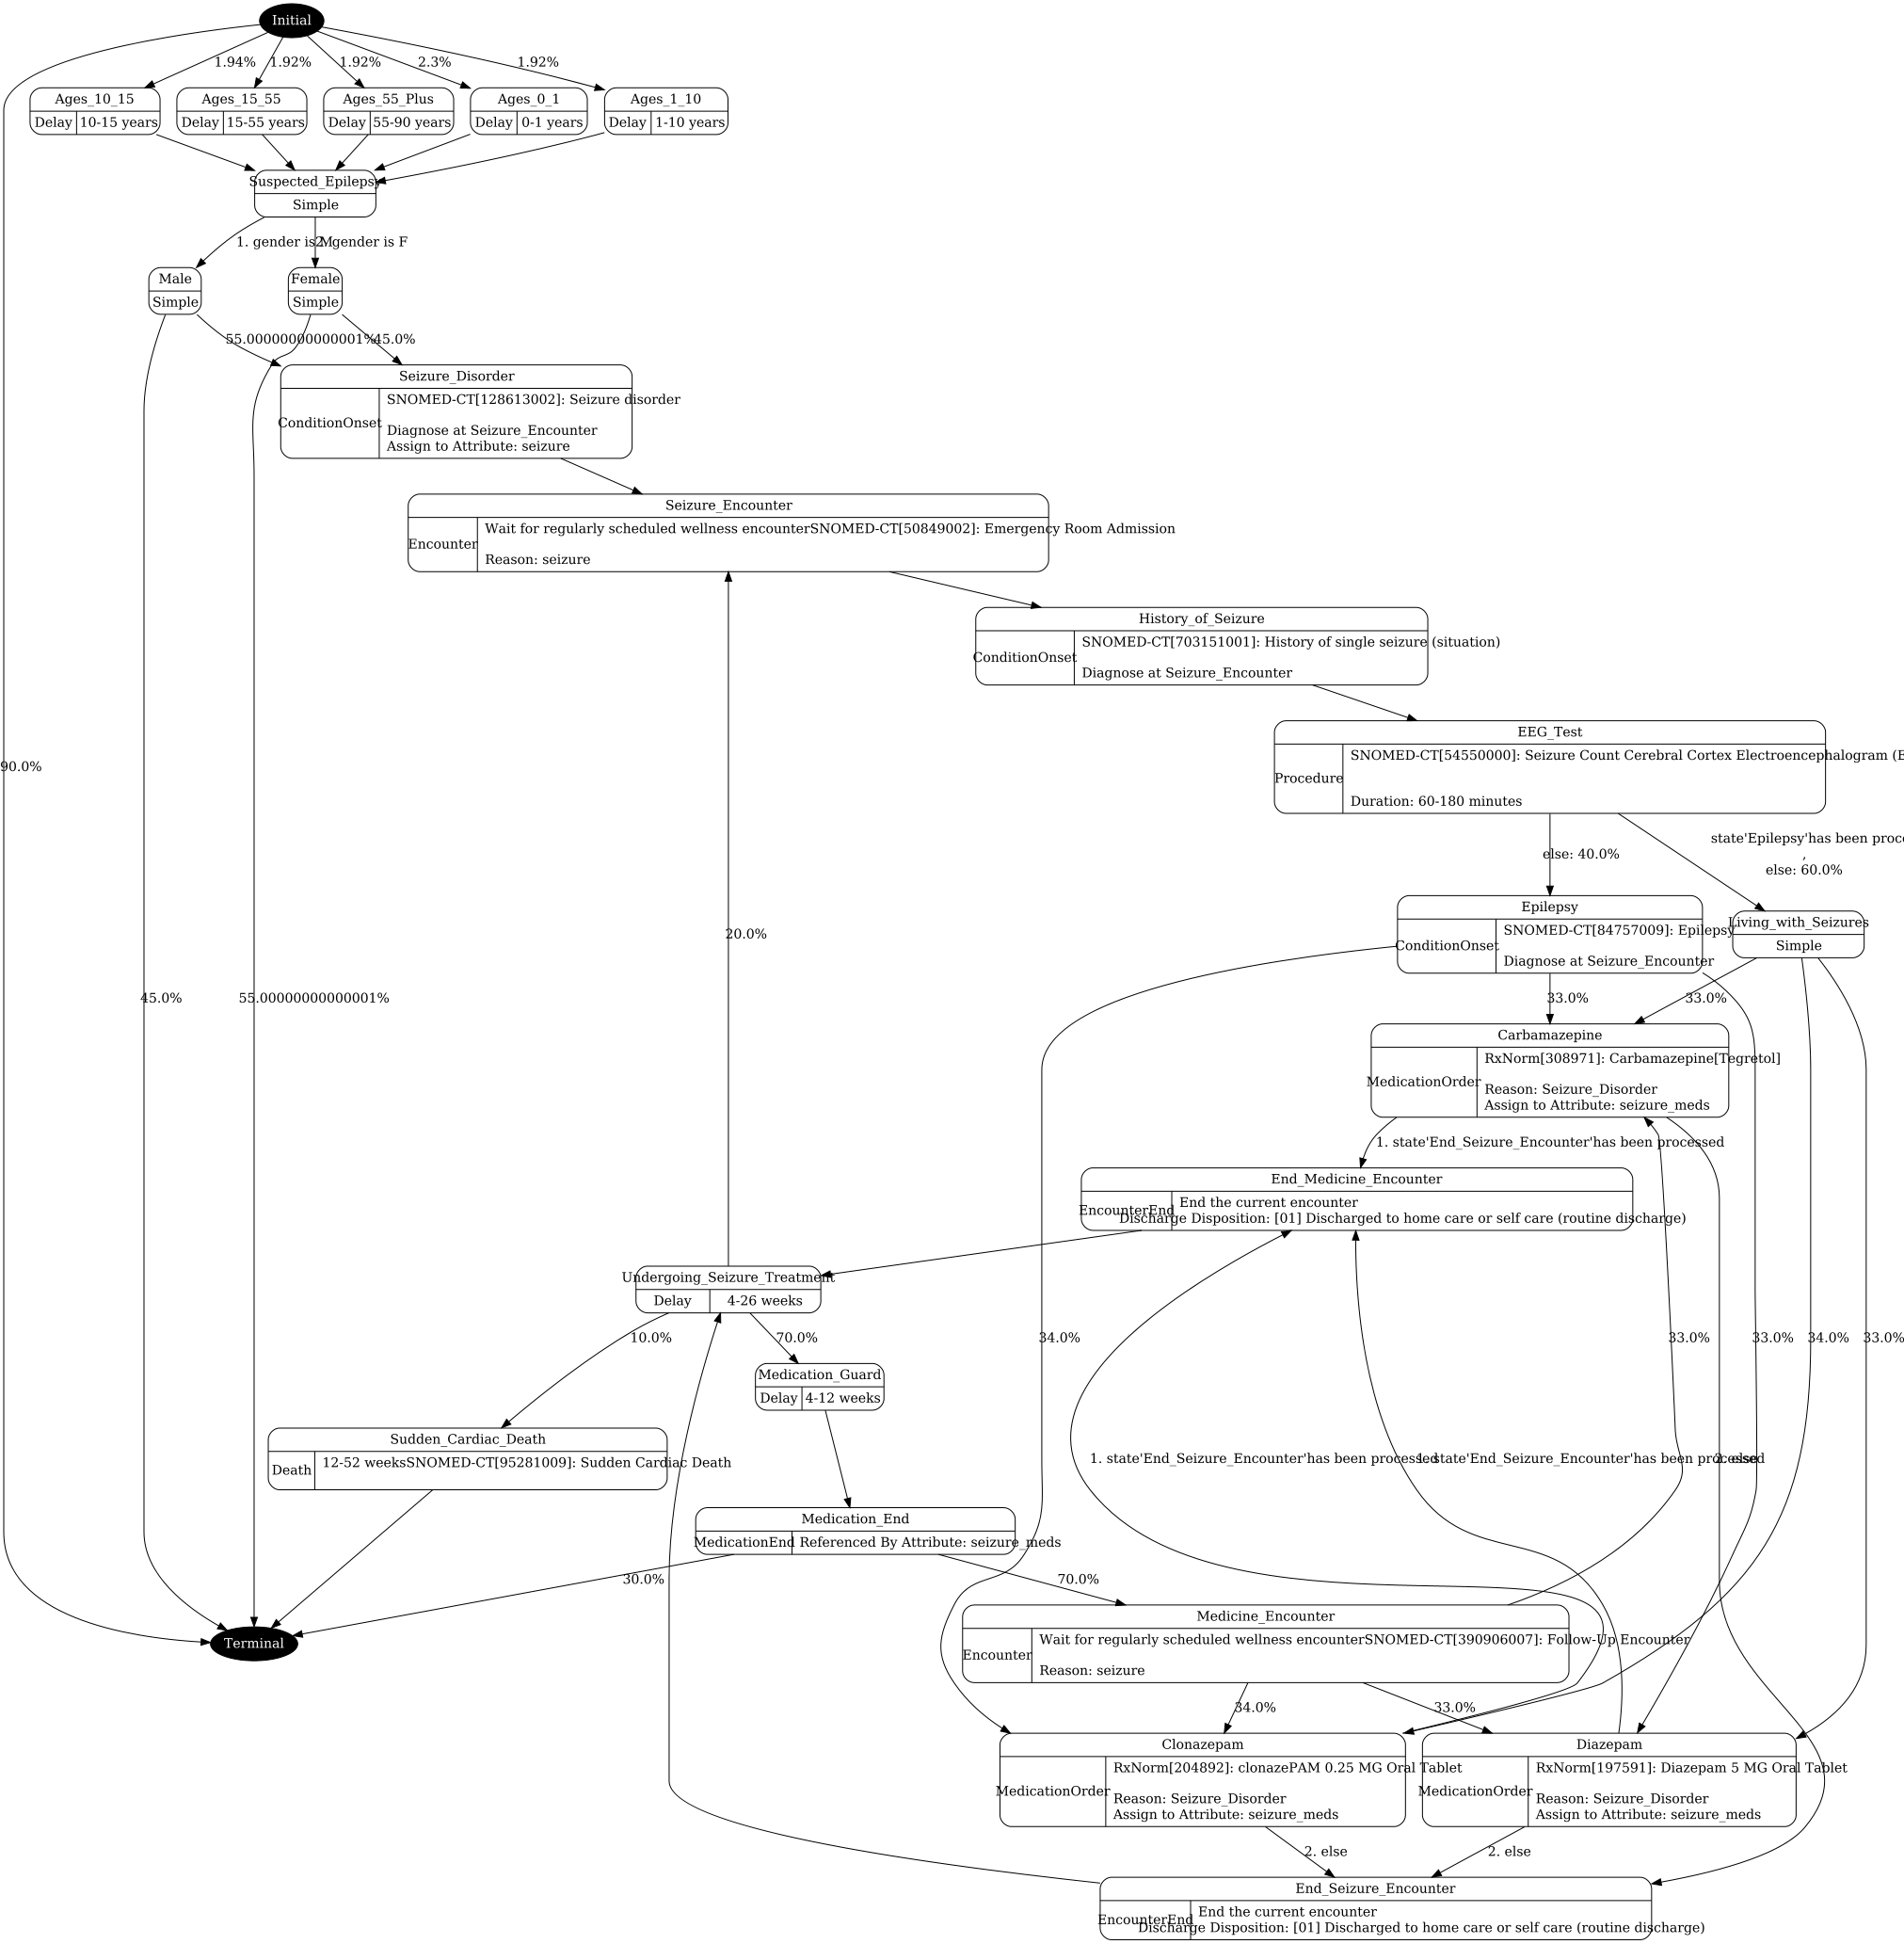 Initial
1.94%
1.92%
1.92%
2.3%
1.92%
Ages_10_15
Delay
10-15 years
Ages_15_55
Delay
15-55 years
Ages_55_Plus
Delay
55-90 years
Ages_0_1
Delay
0-1 years
Ages_1_10
Delay
1-10 years
Suspected_Epilepsy
Simple
1. gender is M
2. gender is F
Male
Simple
Female
Simple
55.00000000000001%
45.0%
Seizure_Disorder
ConditionOnset
SNOMED-CT[128613002]: Seizure disorder
Diagnose at Seizure_Encounter
Assign to Attribute: seizure
Seizure_Encounter
Encounter
Wait for regularly scheduled wellness encounterSNOMED-CT[50849002]: Emergency Room Admission
Reason: seizure
History_of_Seizure
ConditionOnset
SNOMED-CT[703151001]: History of single seizure (situation)
Diagnose at Seizure_Encounter
EEG_Test
Procedure
SNOMED-CT[54550000]: Seizure Count Cerebral Cortex Electroencephalogram (E
Duration: 60-180 minutes
90.0%
else: 40.0%
state'Epilepsy'has been proce
,
else: 60.0%
Epilepsy
ConditionOnset
SNOMED-CT[84757009]: Epilepsy
Diagnose at Seizure_Encounter
Living_with_Seizures
Simple
20.0%
45.0%
55.00000000000001%
33.0%
33.0%
Carbamazepine
MedicationOrder
RxNorm[308971]: Carbamazepine[Tegretol]
Reason: Seizure_Disorder
Assign to Attribute: seizure_meds
1. state'End_Seizure_Encounter'has been processed
End_Medicine_Encounter
EncounterEnd
End the current encounter
Discharge Disposition: [01] Discharged to home care or self care (routine discharge)
Undergoing_Seizure_Treatment
Delay
4-26 weeks
10.0%
70.0%
34.0%
33.0%
33.0%
34.0%
33.0%
Medication_Guard
Delay
4-12 weeks
Sudden_Cardiac_Death
Death
12-52 weeksSNOMED-CT[95281009]: Sudden Cardiac Death
1. state'End_Seizure_Encounter'has been processed
1. state'End_Seizure_Encounter'has been processed
2. else
Medication_End
MedicationEnd
Referenced By Attribute: seizure_meds
30.0%
70.0%
Terminal
Medicine_Encounter
Encounter
Wait for regularly scheduled wellness encounterSNOMED-CT[390906007]: Follow-Up Encounter
Reason: seizure
34.0%
33.0%
Clonazepam
MedicationOrder
RxNorm[204892]: clonazePAM 0.25 MG Oral Tablet
Reason: Seizure_Disorder
Assign to Attribute: seizure_meds
Diazepam
MedicationOrder
RxNorm[197591]: Diazepam 5 MG Oral Tablet
Reason: Seizure_Disorder
Assign to Attribute: seizure_meds
2. else
2. else
End_Seizure_Encounter
EncounterEnd
End the current encounter
Discharge Disposition: [01] Discharged to home care or self care (routine discharge)